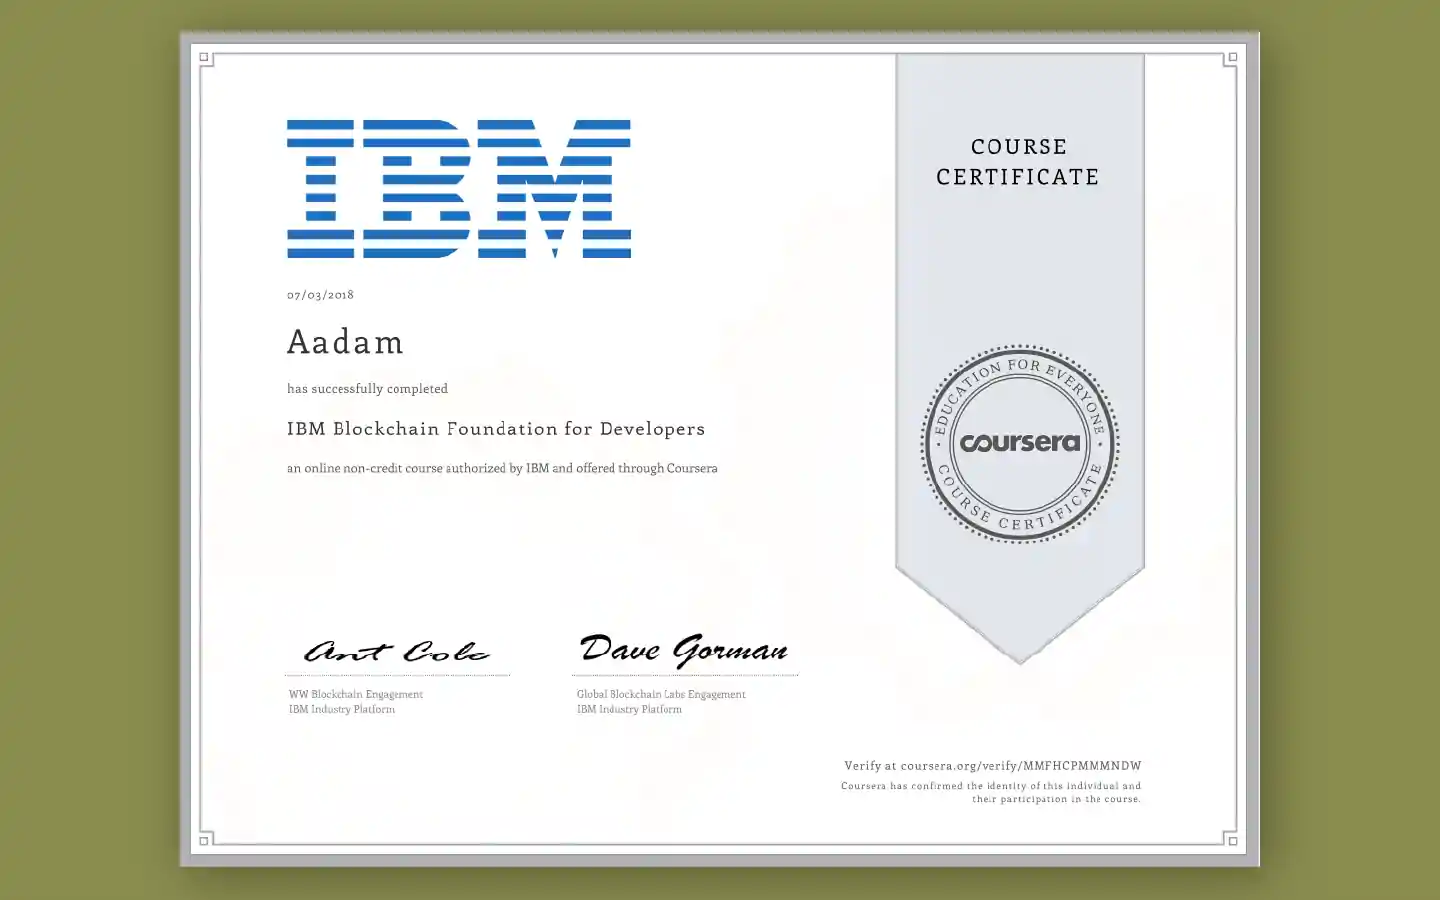 IBM
COURSE
CERTIFICATE
07/03/2018
Aadam
has successfully completed
IBM Blockchain Foundation for Developers
an online non-credit course authorized by IBM and offered through Coursera
EDUCATION FOR EVERYONE
coursera
COURSE CERTIFICATE
Ant Cole
Dave Gorman
WW Blockchain Engagement
IBM Industry Platform
Global Blockchain Labs Engagement
IBM Industry Platform
Verify at coursera.org/verify/MMFHCPMMMNDW
Coursera has confirmed the identity of this individual and
their participation in the course.